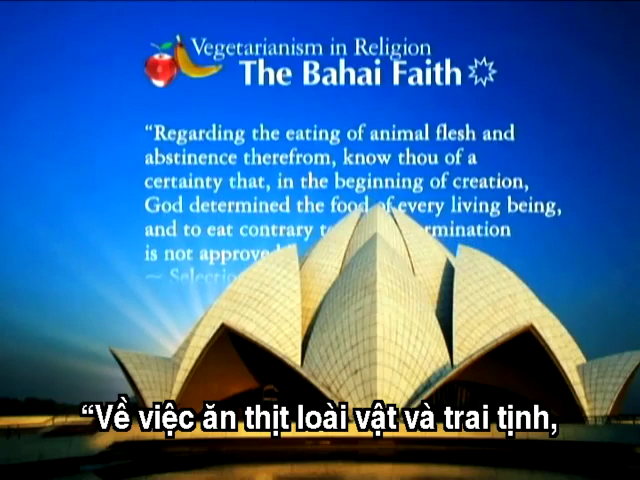 Vegetarianism in Religion
The Bahai Faith
“Regarding the eating of animal flesh and
abstinence therefrom, know thou of a
certainty that, in the beginning of creation,
God determined the food of every living being,
and to eat contrary
is not approve
~ Selectio
“Về việc ăn thịt loài vật và trai tịnh,